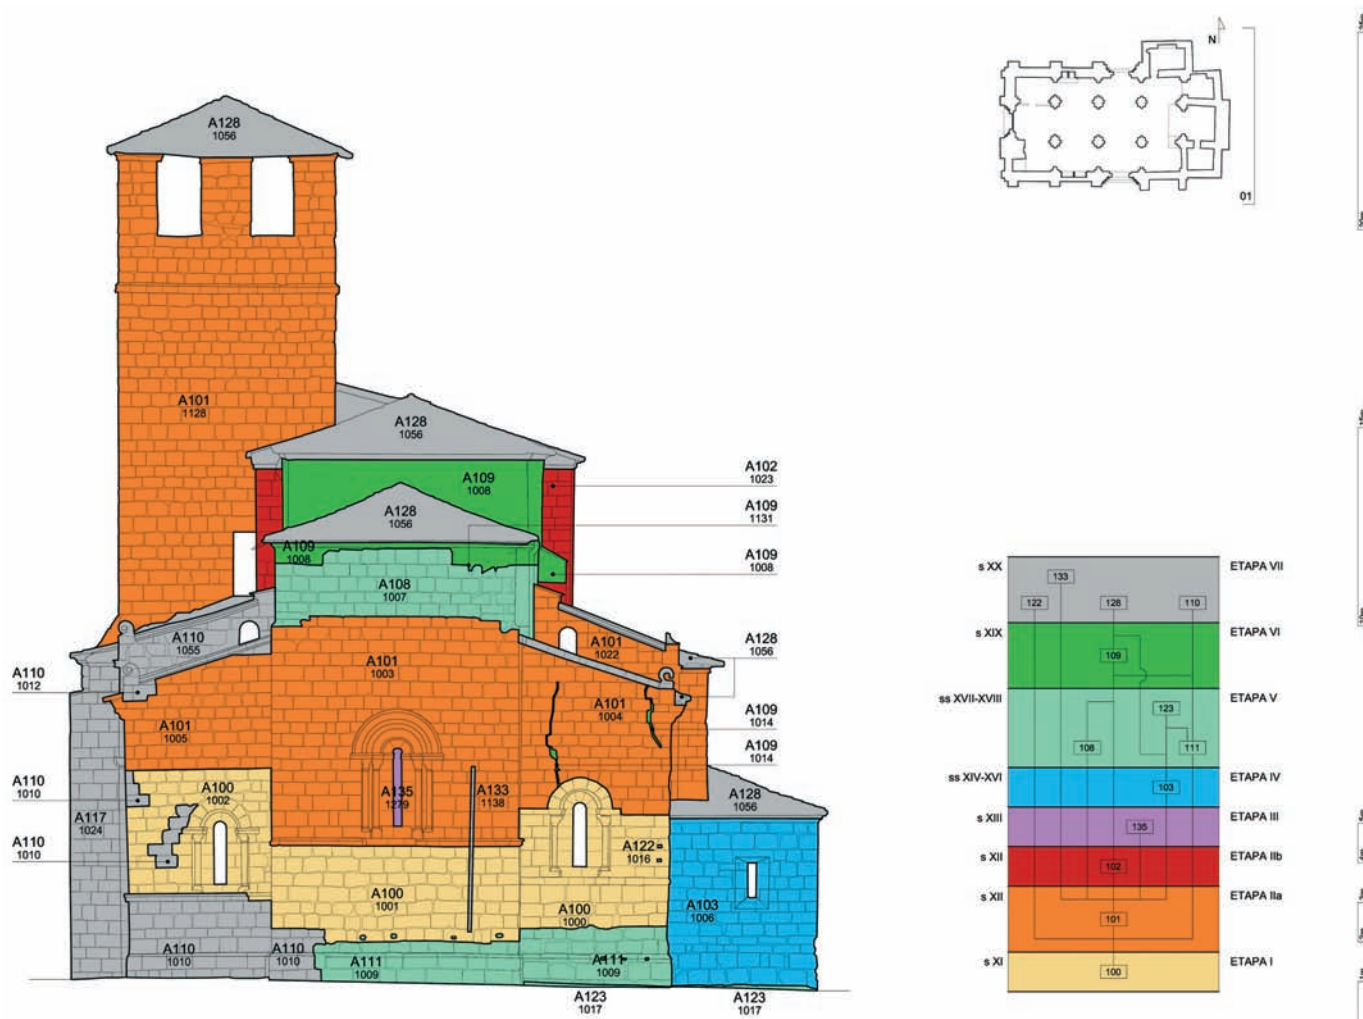 N
01
A128
1056
A101
1128
A128
1056
A109
1008
A102
1023
A109
1131
A128
1056
A109
1008
A109
1008
A108
1007
A110
1055
A101
1022
A128
1056
A101
1003
A110
1012
A101
1004
A109
1014
A101
1005
A109
1014
A110
1010
A100
1002
A135
1279
A133
1138
A128
1056
A117
1024
A110
1010
A122
1016
A100
1001
A100
1000
A103
1006
A110
1010
A110
1010
A111
1009
A111
1009
A123
1017
A123
1017
s XX
133
122
128
110
ETAPA VII
s XIX
109
ETAPA VI
ss XVII-XVIII
123
108
111
ETAPA V
ss XIV-XVI
103
ETAPA IV
s XIII
135
ETAPA III
s XII
102
ETAPA IIb
s XII
101
ETAPA IIa
s XI
100
ETAPA I